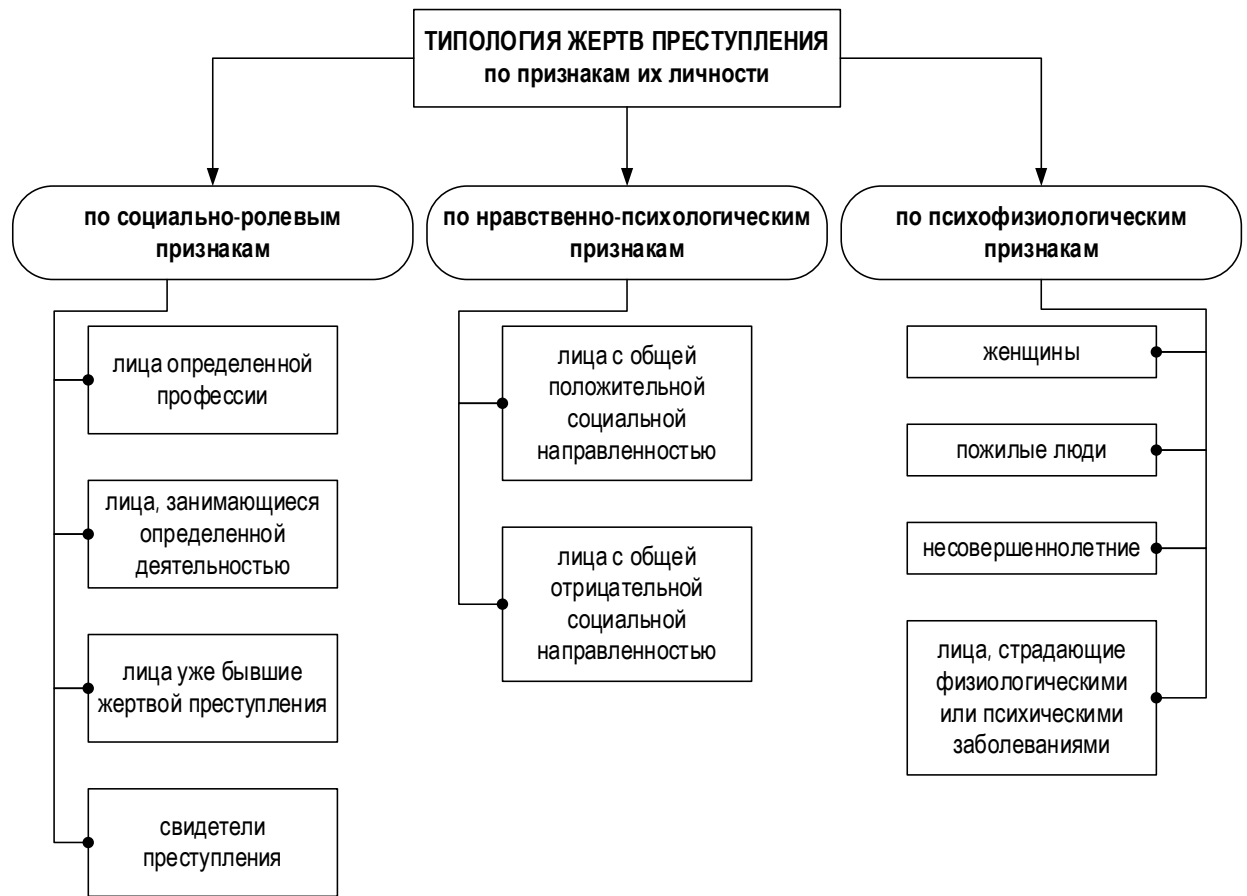 ТИПОЛОГИЯ ЖЕРТВ ПРЕСТУПЛЕНИЯ
по признакам их личности
по социально-ролевым
признакам
лица определенной
профессии
лица, занимающиеся
определенной
деятельностью
лица уже бывшие
жертвой преступления
свидетели
преступления
по нравственно-психологическим
признакам
лица с общей
положительной
социальной
направленностью
лица с общей
отрицательной
социальной
направленностью
по психофизиологическим
признакам
женщины
пожилые люди
несовершеннолетние
лица, страдающие
физиологическими
или психическими
заболеваниями